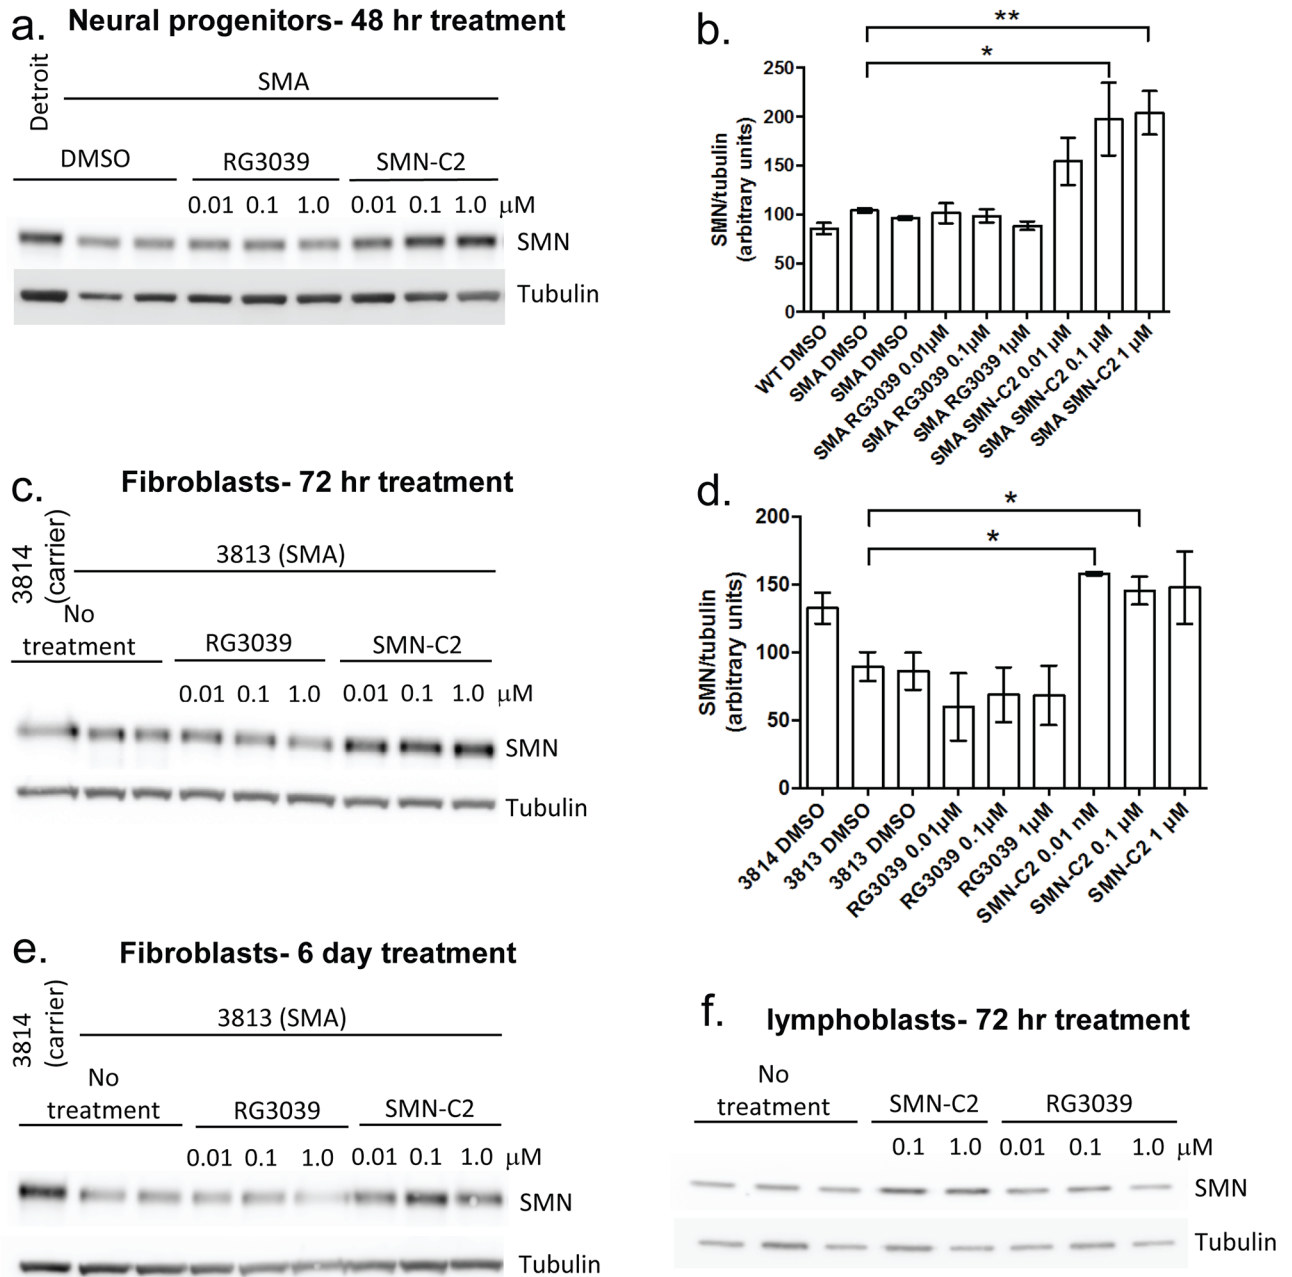 a.
Neural progenitors- 48 hr treatment
Detroit
SMA
DMSO
RG3039
SMN-C2
0.01 0.1 1.0 0.01 0.1 1.0 µM
SMN
Tubulin
b.
**
*
SMN/tubulin
(arbitrary units)
250
200
150
100
50
0
WT DMSO
SMA DMSO
SMA DMSO
SMA RG3039 0.01µM
SMA RG3039 0.1µM
SMA RG3039 1µM
SMA SMN-C2 0.01 µM
SMA SMN-C2 0.1 µM
SMA SMN-C2 1 µM
c.
Fibroblasts- 72 hr treatment
3814
(carrier)
3813 (SMA)
No
treatment
RG3039
SMN-C2
0.01 0.1 1.0 0.01 0.1 1.0 µM
SMN
Tubulin
d.
*
*
SMN/tubulin
(arbitrary units)
200
150
100
50
0
3814 DMSO
3813 DMSO
3813 DMSO
RG3039 0.01µM
RG3039 0.1µM
RG3039 1µM
SMN-C2 0.01 nM
SMN-C2 0.1 µM
SMN-C2 1 µM
e.
Fibroblasts- 6 day treatment
3814
(carrier)
3813 (SMA)
No
treatment
RG3039
SMN-C2
0.01 0.1 1.0 0.01 0.1 1.0 µM
SMN
Tubulin
f.
lymphoblasts- 72 hr treatment
No
treatment
SMN-C2
RG3039
0.1 1.0 0.01 0.1 1.0 µM
SMN
Tubulin